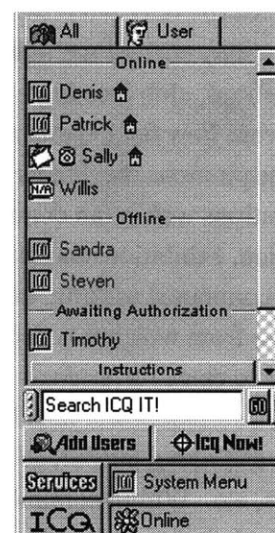 All User
Online
Denis
Patrick
Sally
N/A Willis
Offline
Sandra
Steven
Awaiting Authorization
Timothy
Instructions
Search ICQ IT! GO
Add Users Icq Now!
Services System Menu
ICQ Online